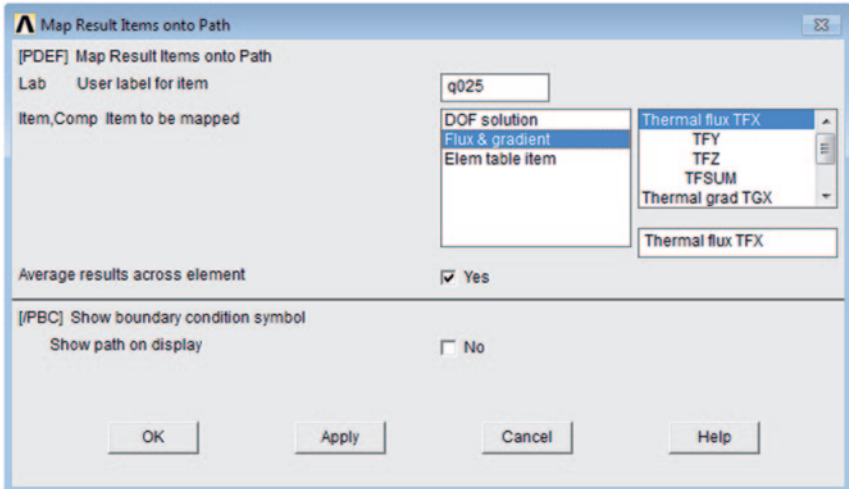 Map Result Items onto Path
[PDEF] Map Result Items onto Path
Lab User label for item q025
Item,Comp Item to be mapped
DOF solution
Flux & gradient
Elem table item
Thermal flux TFX
TFY
TFZ
TFSUM
Thermal grad TGX
Thermal flux TFX
Average results across element Yes
[/PBC] Show boundary condition symbol
Show path on display No
OK Apply Cancel Help